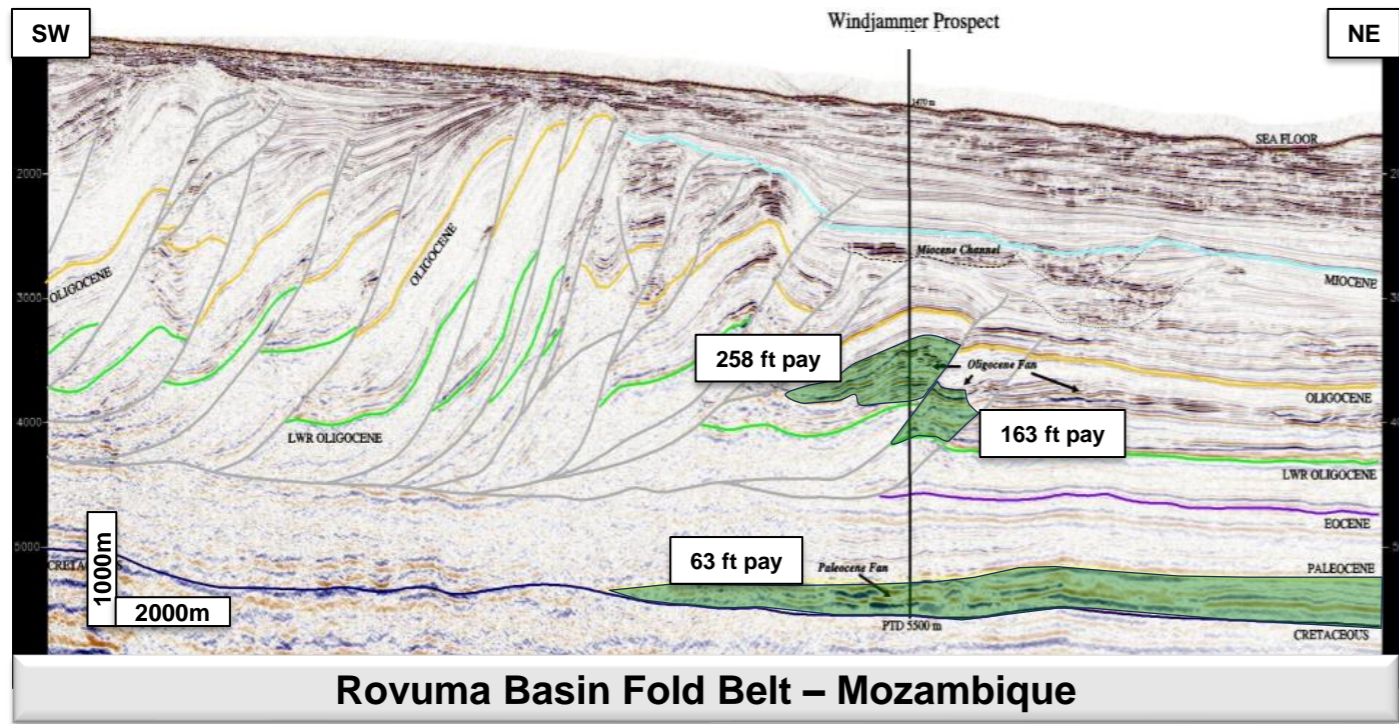 SW
Windjammer Prospect
NE
1470 m
SEA FLOOR
2000
Miocene Channel
MIOCENE
OLIGOCENE
OLIGOCENE
3000
258 ft pay
Oligocene Fan
OLIGOCENE
4000
163 ft pay
LWR OLIGOCENE
LWR OLIGOCENE
EOCENE
5000
63 ft pay
Paleocene Fan
PALEOCENE
1000m
2000m
PTD 5500 m
CRETACEOUS
Rovuma Basin Fold Belt – Mozambique